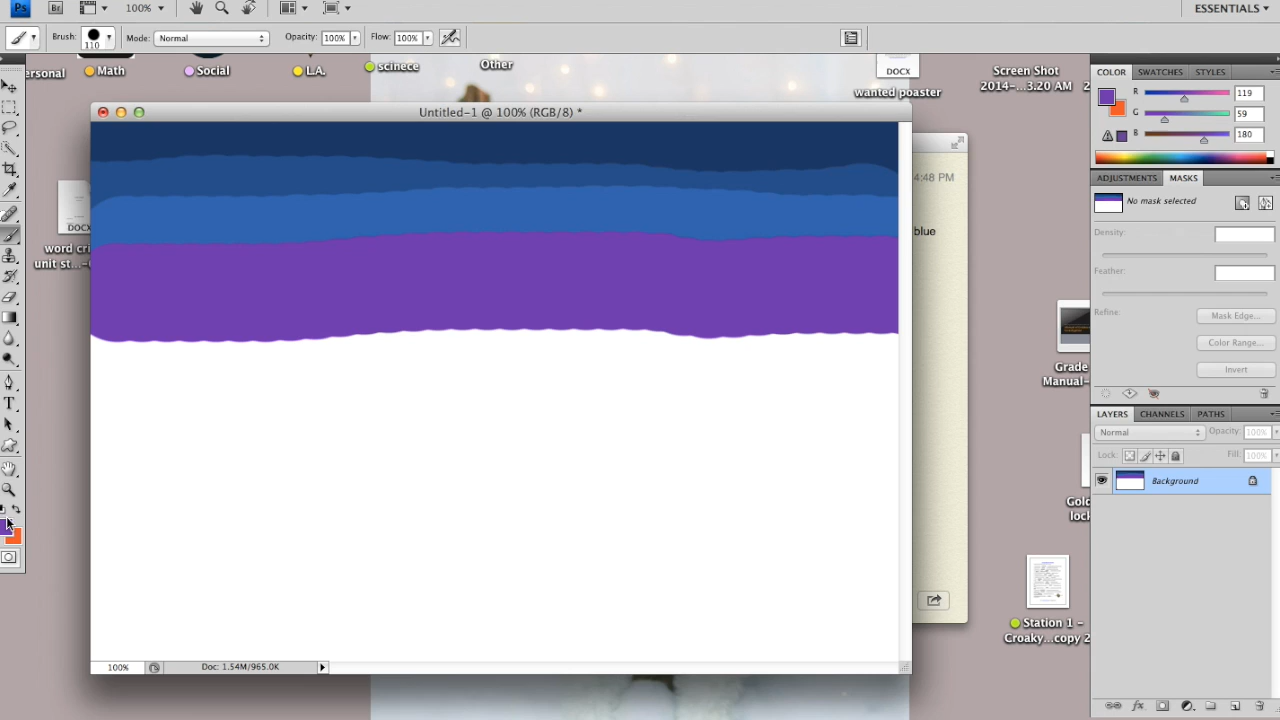 Ps Br 100% ESSENTIALS
Brush: 110 Mode: Normal Opacity: 100% Flow: 100%
ersonal Math Social L.A. scinece Other
DOCX
wanted poaster
Screen Shot
2014-...3.20 AM 2
Untitled-1 @ 100% (RGB/8) *
COLOR SWATCHES STYLES
R 119
G 59
B 180
4:48 PM
blue
DOCX
word cri
unit st...-
ADJUSTMENTS MASKS
No mask selected
Density:
Feather:
Refine: Mask Edge...
Color Range...
Invert
Grade
Manual-
LAYERS CHANNELS PATHS
Normal Opacity: 100%
Lock: Fill: 100%
Background
Gold
lock
Station 1 -
Croaky...copy 2
100% Doc: 1.54M/965.0K
fx